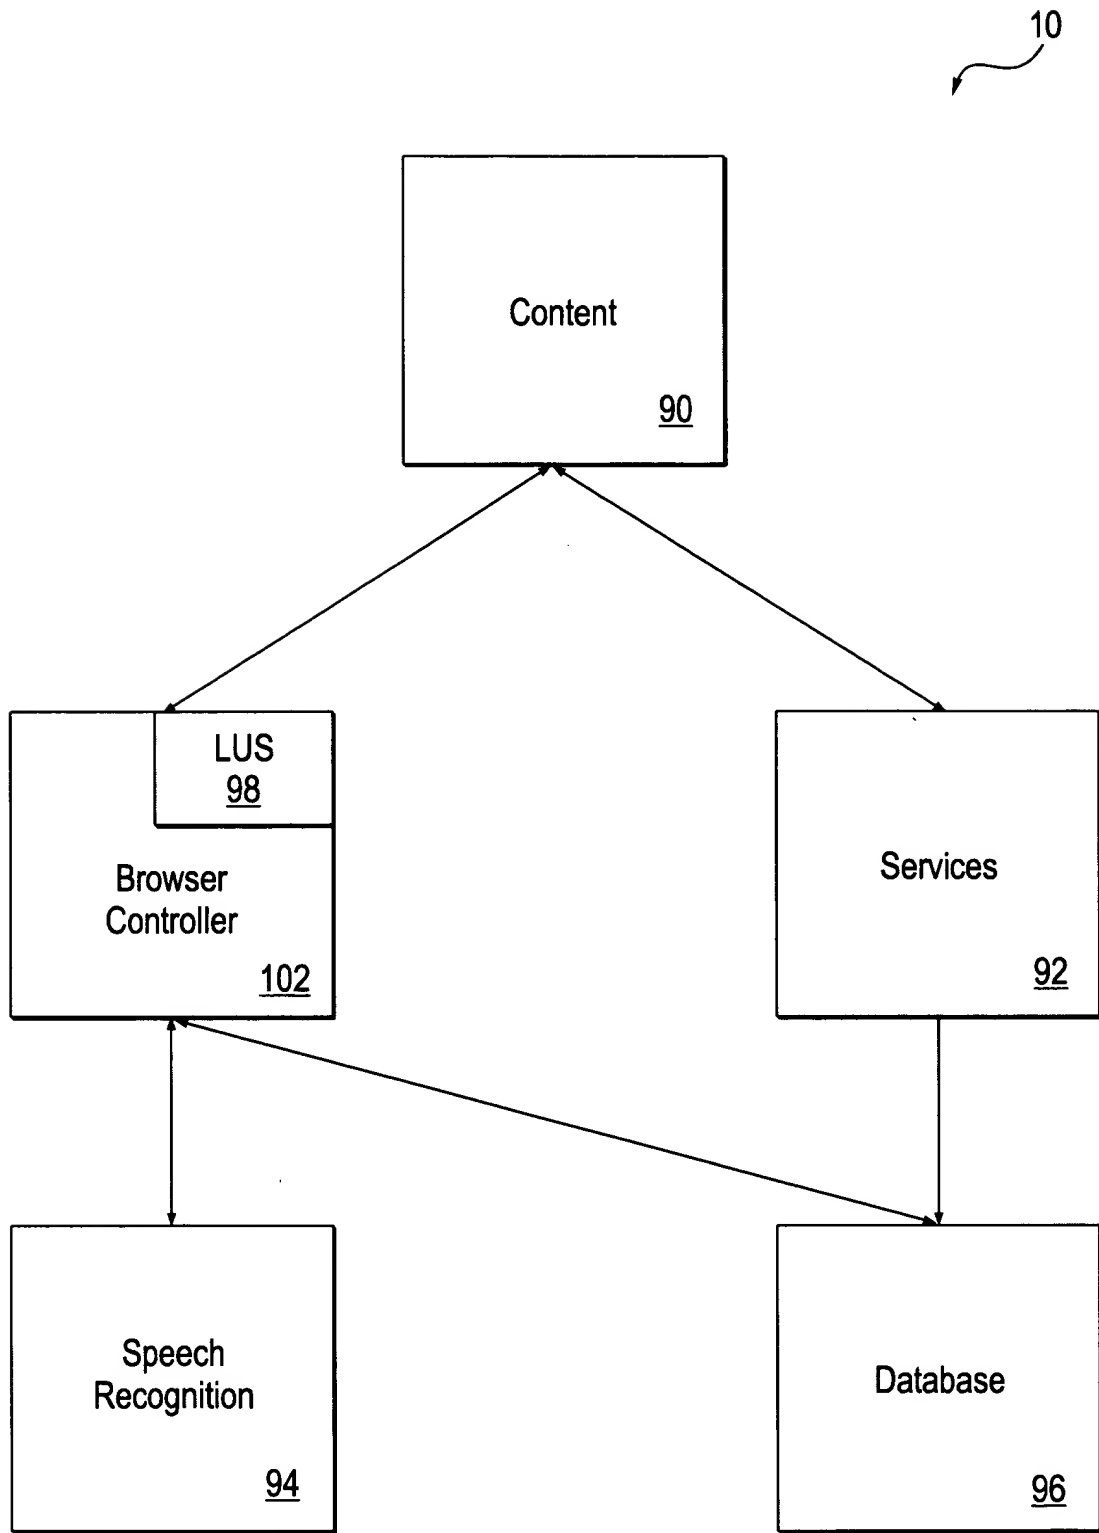 10
Content
90
LUS
98
Browser
Controller
102
Services
92
Speech
Recognition
94
Database
96